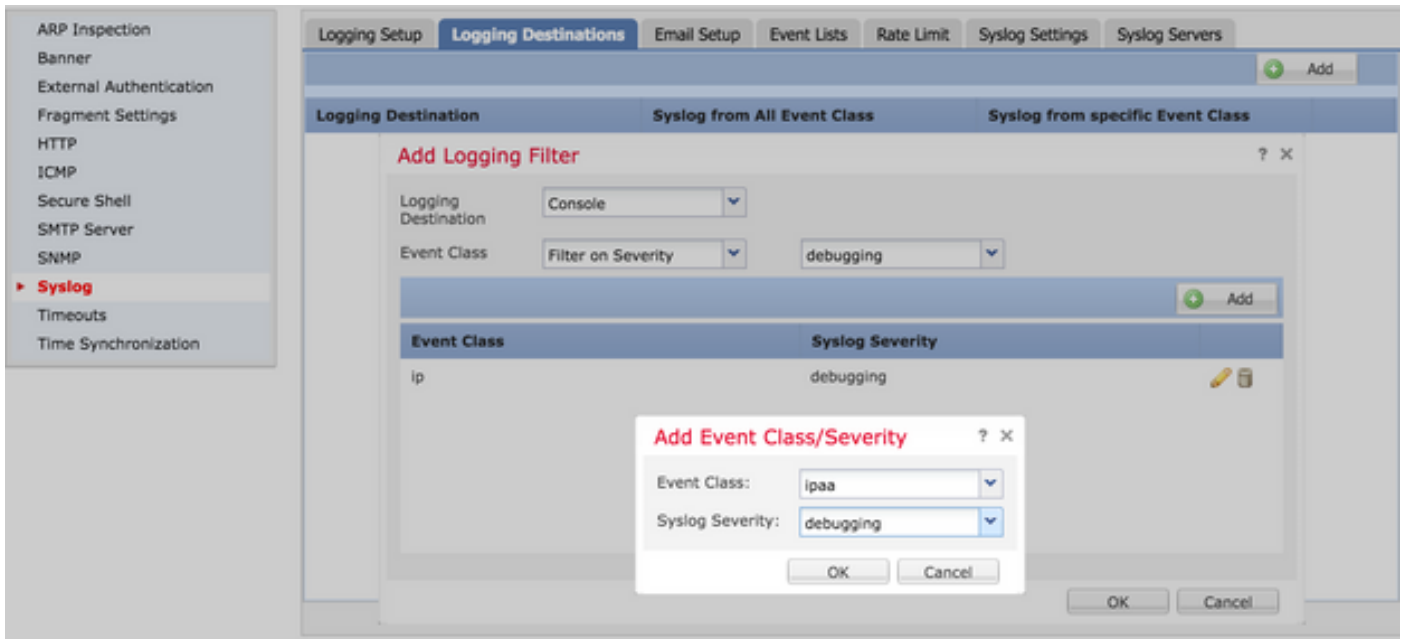 ARP Inspection
Banner
External Authentication
Fragment Settings
HTTP
ICMP
Secure Shell
SMTP Server
SNMP
Syslog
Timeouts
Time Synchronization
Logging Setup Logging Destinations Email Setup Event Lists Rate Limit Syslog Settings Syslog Servers
Add
Logging Destination Syslog from All Event Class Syslog from specific Event Class
Add Logging Filter ? ×
Logging Destination Console
Event Class Filter on Severity debugging
Add
Event Class Syslog Severity
ip debugging
Add Event Class/Severity ? ×
Event Class: ipaa
Syslog Severity: debugging
OK Cancel
OK Cancel